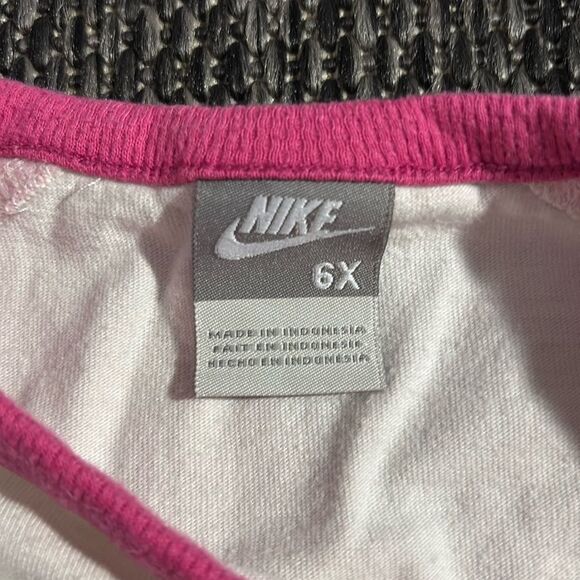 NIKE
6X
MADE IN INDONESIA
FAIT EN INDONESIE
HECHO EN INDONESIA